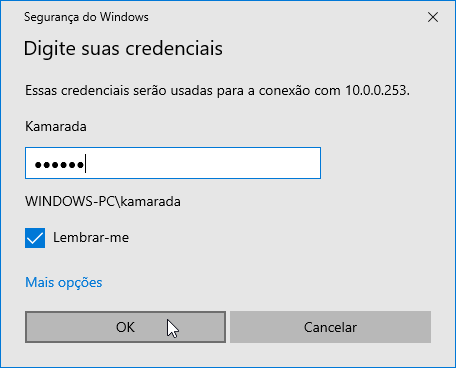 Segurança do Windows
Digite suas credenciais
Essas credenciais serão usadas para a conexão com 10.0.0.253.
Kamarada
●●●●●●
WINDOWS-PC\kamarada
Lembrar-me
Mais opções
OK
Cancelar